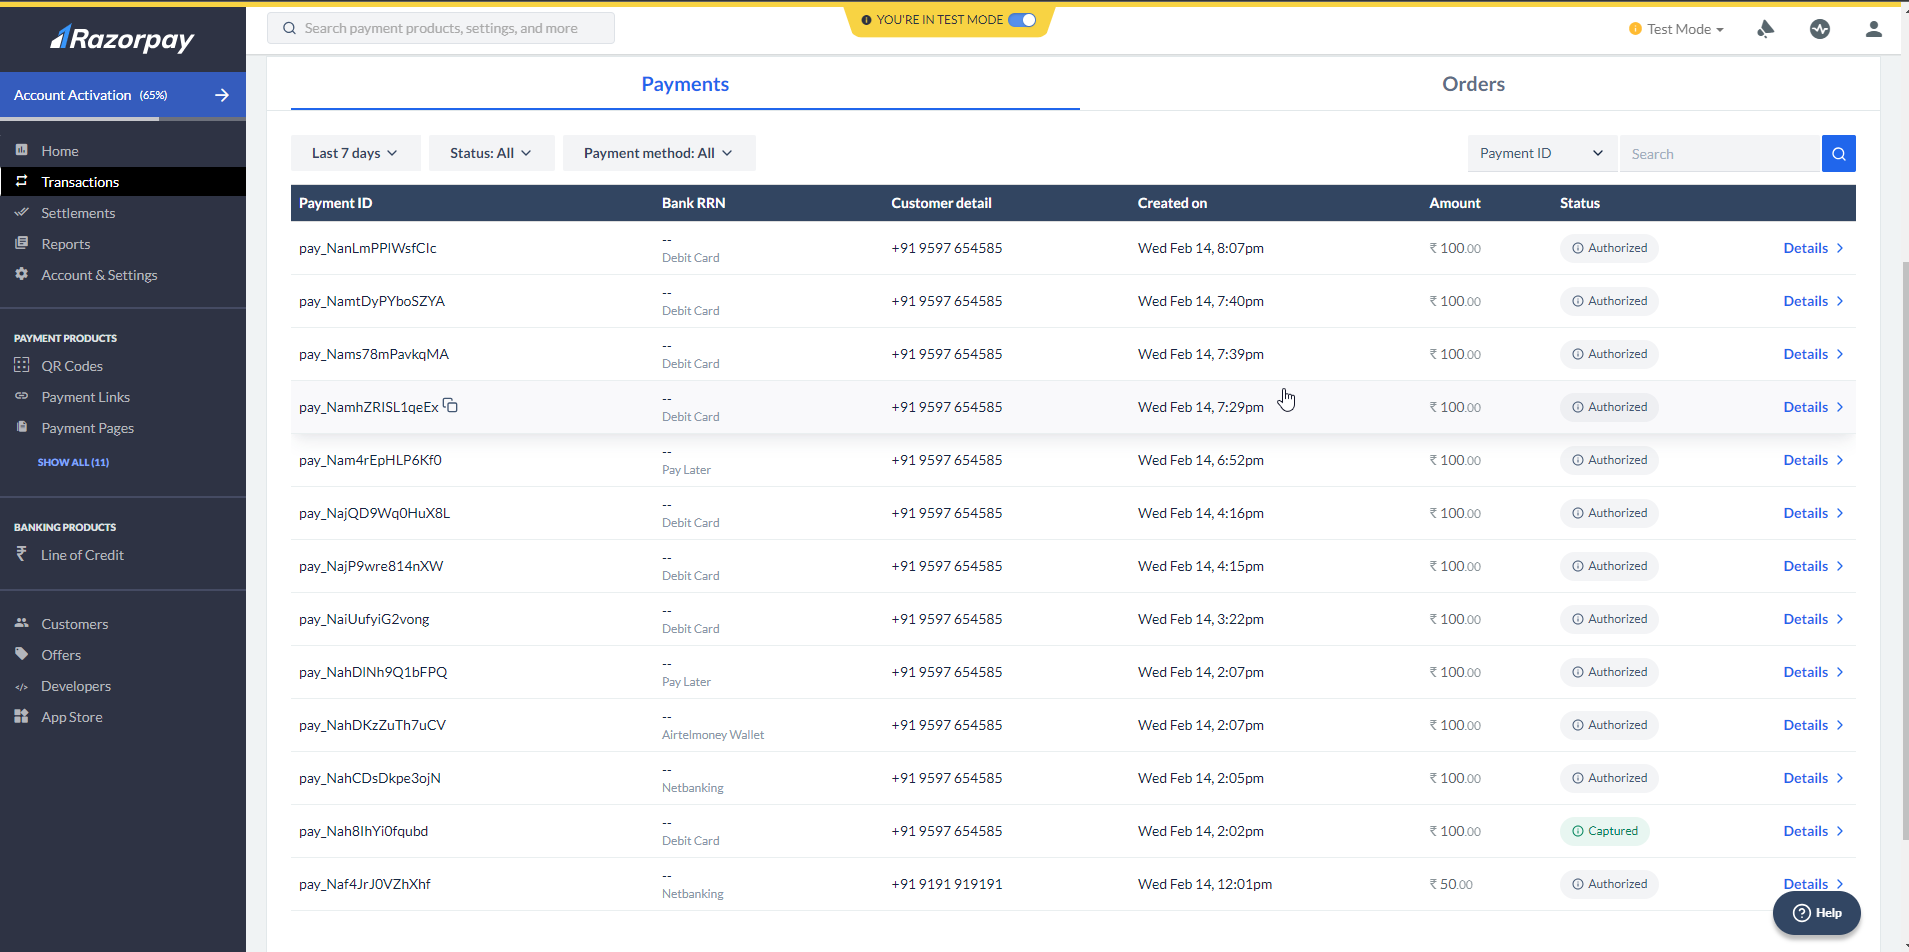 YOU'RE IN TEST MODE
Razorpay
Search payment products, settings, and more
Test Mode
Account Activation (65%)
Home
Transactions
Settlements
Reports
Account & Settings
PAYMENT PRODUCTS
QR Codes
Payment Links
Payment Pages
SHOW ALL (11)
BANKING PRODUCTS
Line of Credit
Customers
Offers
Developers
App Store
Payments Orders
Last 7 days Status: All Payment method: All Payment ID Search
Payment ID Bank RRN Customer detail Created on Amount Status
pay_NanLmPPIWsfCIc -- Debit Card +91 9597 654585 Wed Feb 14, 8:07pm ₹ 100.00 Authorized Details
pay_NamtDyPYboSZYA -- Debit Card +91 9597 654585 Wed Feb 14, 7:40pm ₹ 100.00 Authorized Details
pay_Nams78mPavkqMA -- Debit Card +91 9597 654585 Wed Feb 14, 7:39pm ₹ 100.00 Authorized Details
pay_NamhZRISL1qeEx -- Debit Card +91 9597 654585 Wed Feb 14, 7:29pm ₹ 100.00 Authorized Details
pay_Nam4rEpHLP6Kf0 -- Pay Later +91 9597 654585 Wed Feb 14, 6:52pm ₹ 100.00 Authorized Details
pay_NajQD9Wq0HuX8L -- Debit Card +91 9597 654585 Wed Feb 14, 4:16pm ₹ 100.00 Authorized Details
pay_NajP9wre814nXW -- Debit Card +91 9597 654585 Wed Feb 14, 4:15pm ₹ 100.00 Authorized Details
pay_NaiUufyiG2vong -- Debit Card +91 9597 654585 Wed Feb 14, 3:22pm ₹ 100.00 Authorized Details
pay_NahDlNh9Q1bFPQ -- Pay Later +91 9597 654585 Wed Feb 14, 2:07pm ₹ 100.00 Authorized Details
pay_NahDKzZuTh7uCV -- Airtelmoney Wallet +91 9597 654585 Wed Feb 14, 2:07pm ₹ 100.00 Authorized Details
pay_NahCDsDkpe3ojN -- Netbanking +91 9597 654585 Wed Feb 14, 2:05pm ₹ 100.00 Authorized Details
pay_Nah8IhYi0fqubd -- Debit Card +91 9597 654585 Wed Feb 14, 2:02pm ₹ 100.00 Captured Details
pay_Naf4JrJ0VZhXhf -- Netbanking +91 9191 919191 Wed Feb 14, 12:01pm ₹ 50.00 Authorized Details
Help